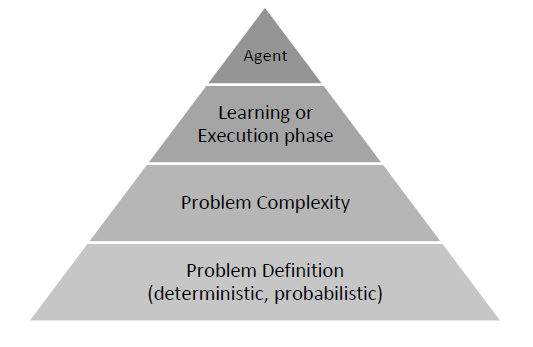 Agent
Learning or
Execution phase
Problem Complexity
Problem Definition
(deterministic, probabilistic)